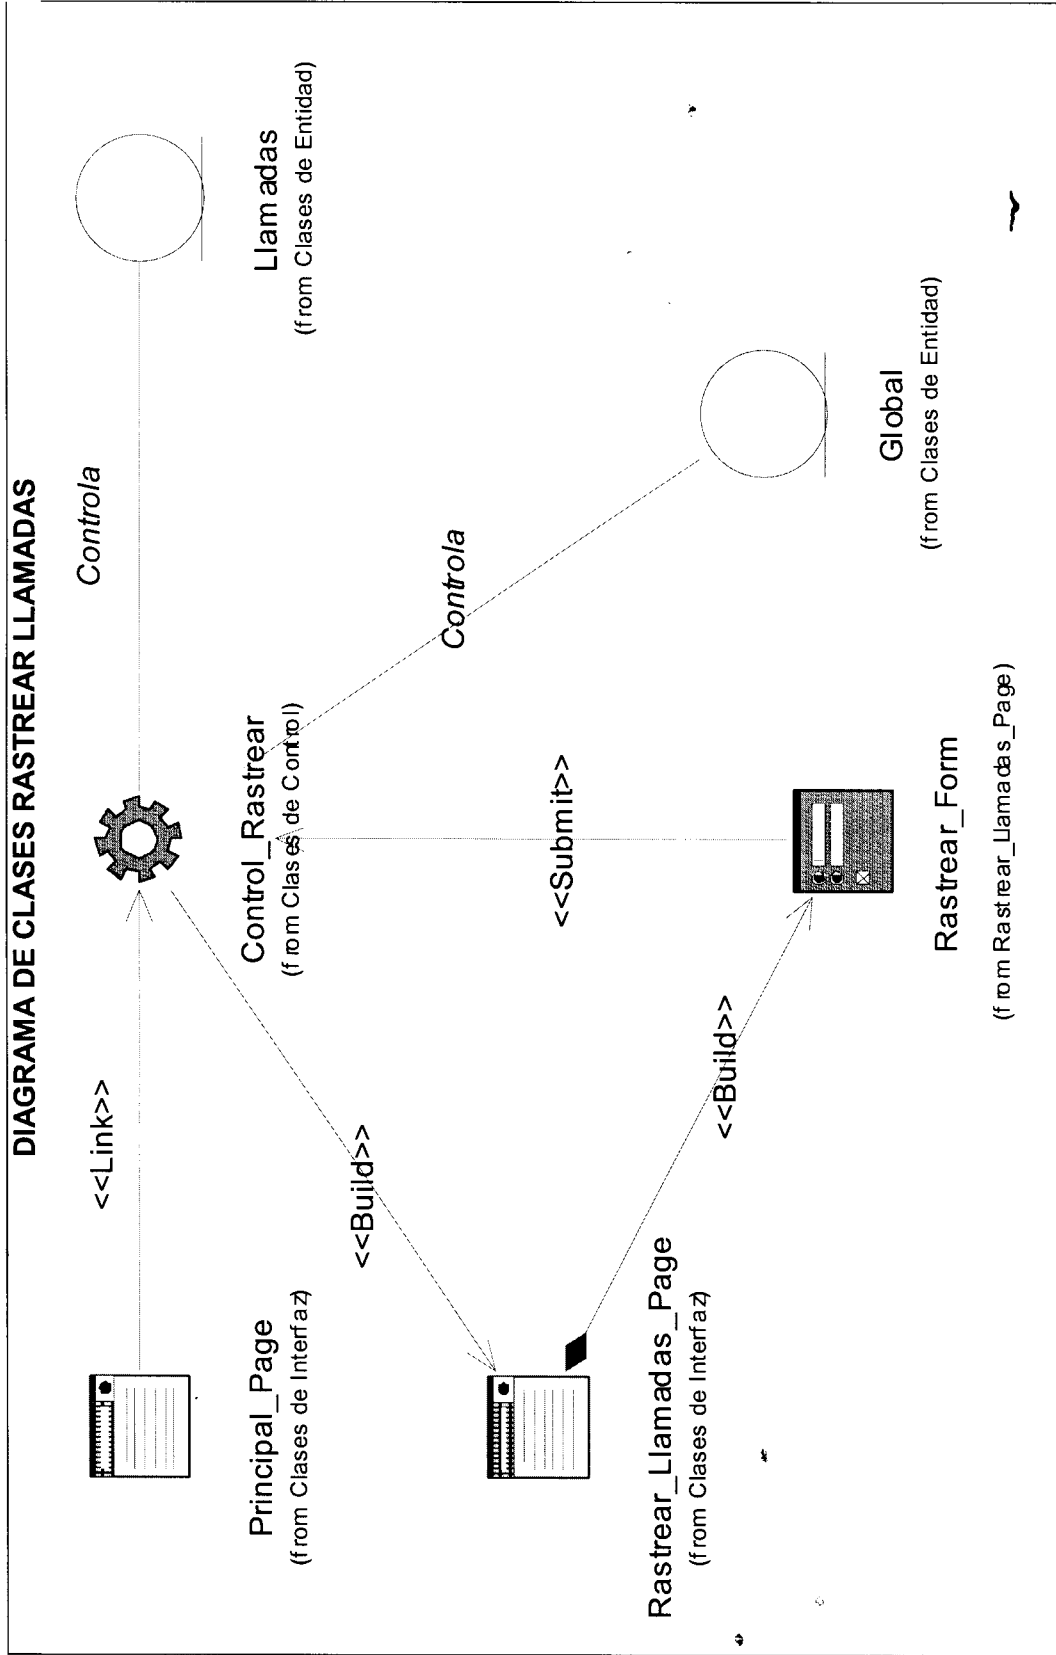 DIAGRAMA DE CLASES RASTREAR LLAMADAS
<<Link>>
Controla
Principal_Page
(from Clases de Interfaz)
Control_Rastrear
(from Clases de Control)
Llamadas
(from Clases de Entidad)
<<Build>>
Controla
<<Submit>>
Rastrear_Llamadas_Page
(from Clases de Interfaz)
<<Build>>
Rastrear_Form
(from Rastrear_Llamadas_Page)
Global
(from Clases de Entidad)